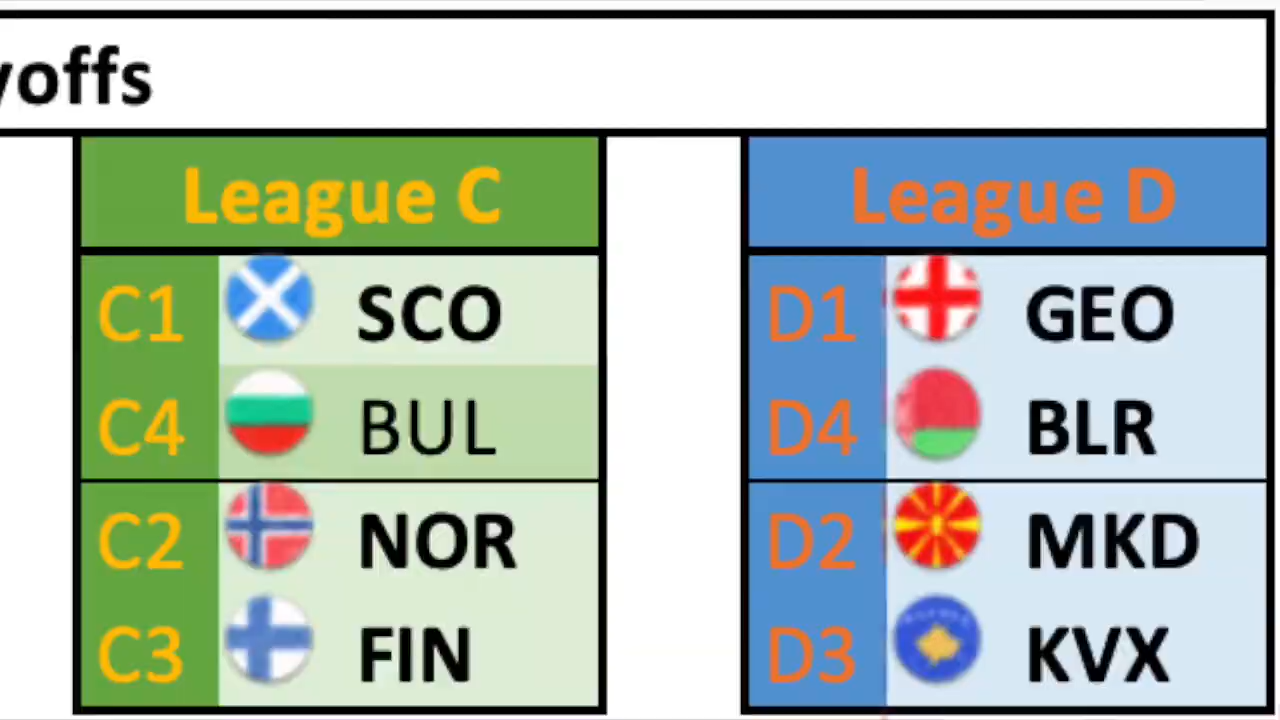 yoffs
League C
C1 SCO
C4 BUL
C2 NOR
C3 FIN
League D
D1 GEO
D4 BLR
D2 MKD
D3 KVX